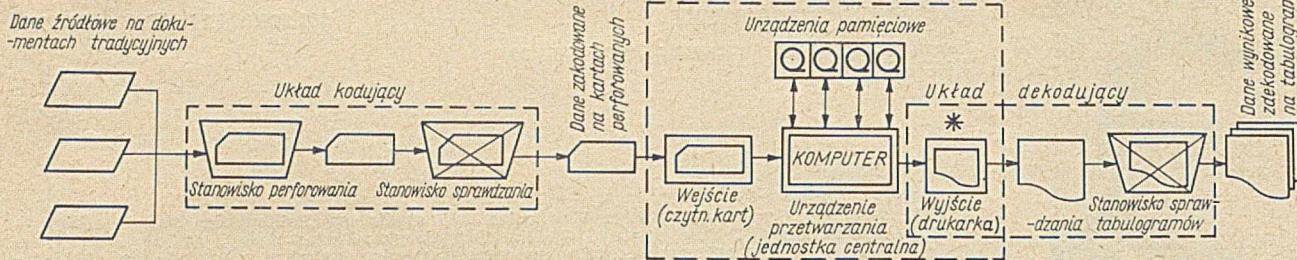 Dane źródłowe na doku-
-mentach tradycyjnych
Układ kodujący
Stanowisko perforowania
Stanowisko sprawdzania
Dane zakodowane
na kartach
perforowanych
Urządzenia pamięciowe
Wejście
(czytn. kart)
KOMPUTER
Urządzenie
przetwarzania
(jednostka centralna)
Układ dekodujący
*
Wyjście
(drukarka)
Stanowisko spraw-
-dzania tabulogramów
Dane wynikowe
zdekodowane